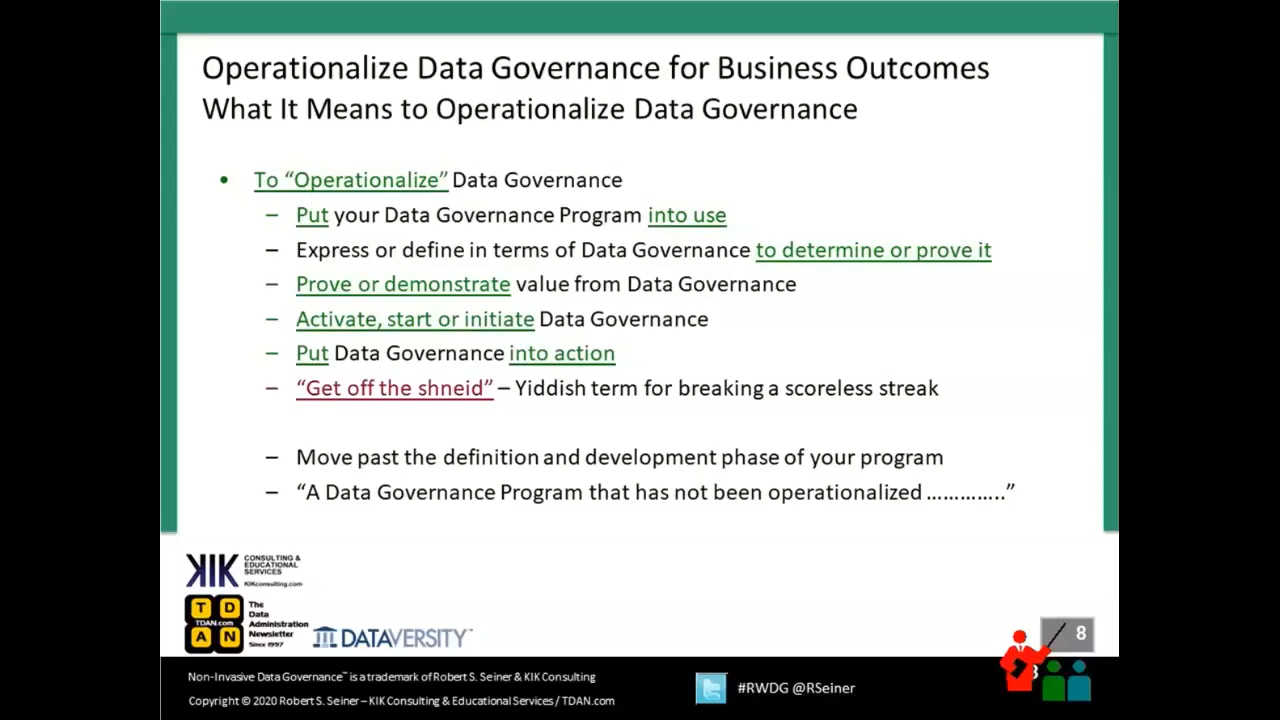 Operationalize Data Governance for Business Outcomes
What It Means to Operationalize Data Governance
• To “Operationalize” Data Governance
– Put your Data Governance Program into use
– Express or define in terms of Data Governance to determine or prove it
– Prove or demonstrate value from Data Governance
– Activate, start or initiate Data Governance
– Put Data Governance into action
– “Get off the shneid” – Yiddish term for breaking a scoreless streak
– Move past the definition and development phase of your program
– “A Data Governance Program that has not been operationalized …………..”
KIK
CONSULTING &
EDUCATIONAL
SERVICES
KIKconsulting.com
T D
TDAN.com
A N
The
Data
Administration
Newsletter
Since 1997
DATAVERSITY™
8
8
Non-Invasive Data Governance™ is a trademark of Robert S. Seiner & KIK Consulting
Copyright © 2020 Robert S. Seiner – KIK Consulting & Educational Services / TDAN.com
#RWDG @RSeiner